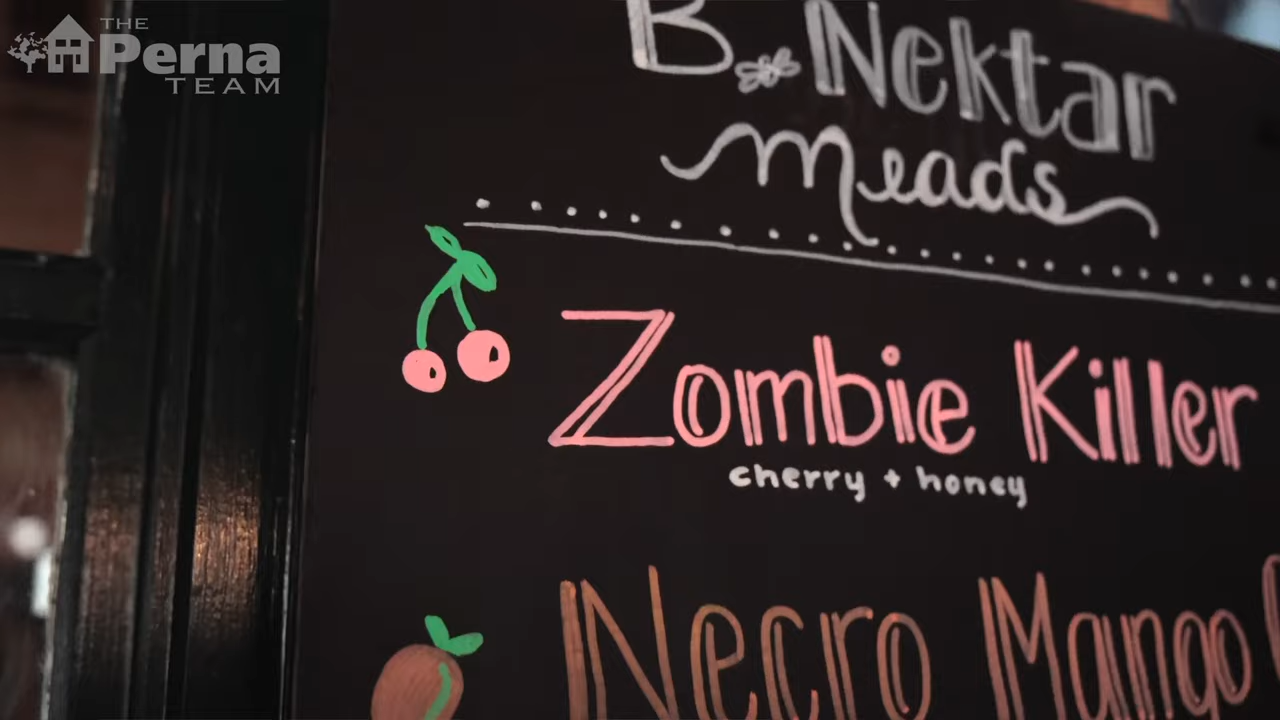 THE
Perna
TEAM
B. Nektar
Meads
Zombie Killer
cherry + honey
Necro Mango